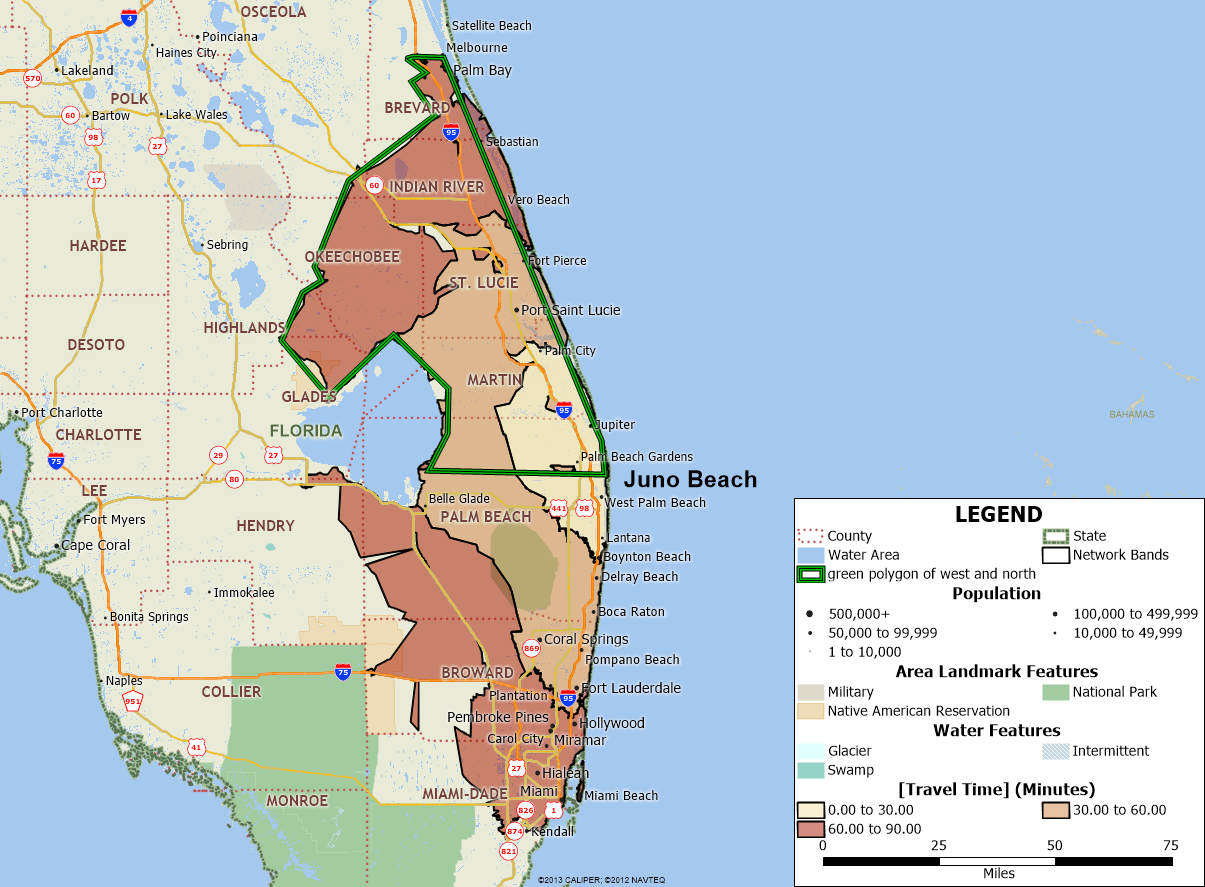 OSCEOLA
Satellite Beach
4
Poinciana
Melbourne
Haines City
Lakeland
Palm Bay
570
POLK
BREVARD
60
Bartow
Lake Wales
98
95
27
Sebastian
17
60
INDIAN RIVER
Vero Beach
HARDEE
Sebring
OKEECHOBEE
Fort Pierce
ST. LUCIE
Port Saint Lucie
HIGHLANDS
DESOTO
Palm City
MARTIN
GLADES
95
Port Charlotte
BAHAMAS
FLORIDA
Jupiter
CHARLOTTE
29
27
75
Palm Beach Gardens
80
Juno Beach
LEE
Belle Glade
West Palm Beach
441
98
PALM BEACH
Fort Myers
HENDRY
Lantana
Cape Coral
Boynton Beach
Delray Beach
Immokalee
Boca Raton
Bonita Springs
Coral Springs
869
Pompano Beach
75
BROWARD
Naples
Fort Lauderdale
COLLIER
Plantation
95
951
Pembroke Pines
Hollywood
Carol City
Miramar
41
27
Hialeah
MIAMI-DADE
Miami
Miami Beach
MONROE
826
1
874
Kendall
821
©2013 CALIPER; ©2012 NAVTEQ
LEGEND
County
State
Water Area
Network Bands
green polygon of west and north
Population
500,000+
100,000 to 499,999
50,000 to 99,999
10,000 to 49,999
1 to 10,000
Area Landmark Features
Military
National Park
Native American Reservation
Water Features
Glacier
Intermittent
Swamp
[Travel Time] (Minutes)
0.00 to 30.00
30.00 to 60.00
60.00 to 90.00
0 25 50 75
Miles